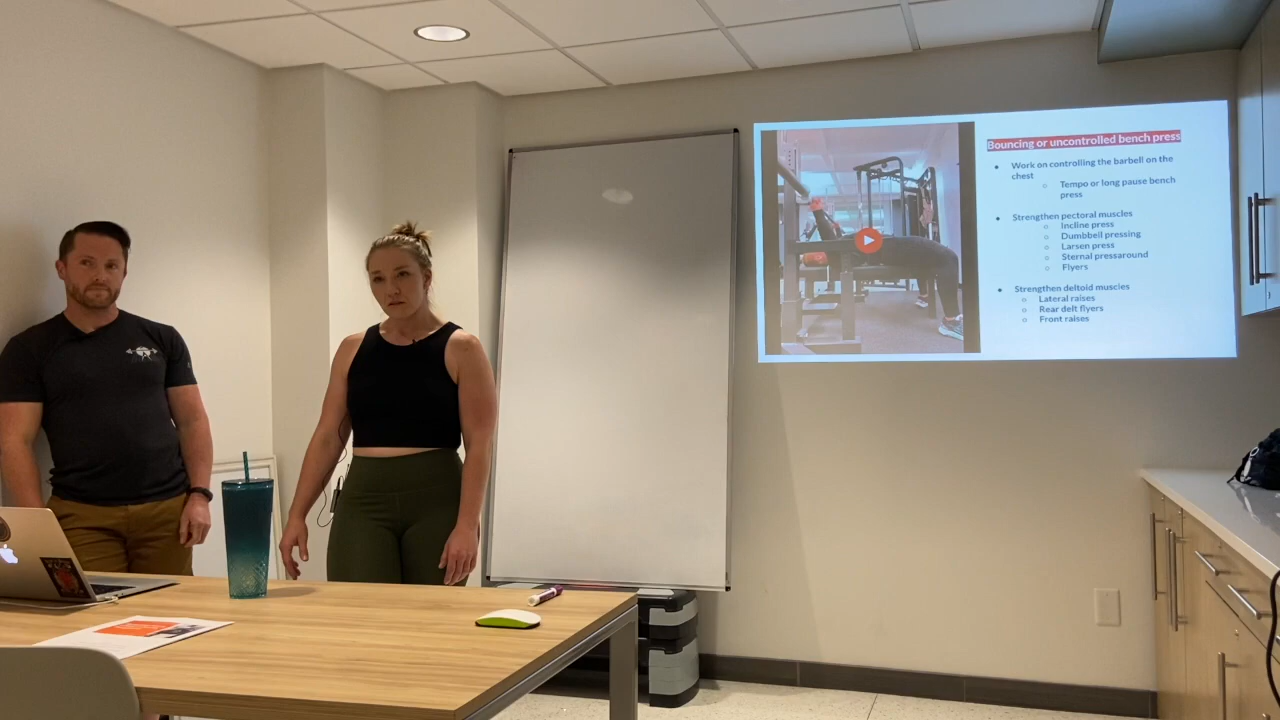 Bouncing or uncontrolled bench press
Work on controlling the barbell on the
chest
Tempo or long pause bench
press
Strengthen pectoral muscles
Incline press
Dumbbell pressing
Larsen press
Sternal pressaround
Flyers
Strengthen deltoid muscles
Lateral raises
Rear delt flyers
Front raises